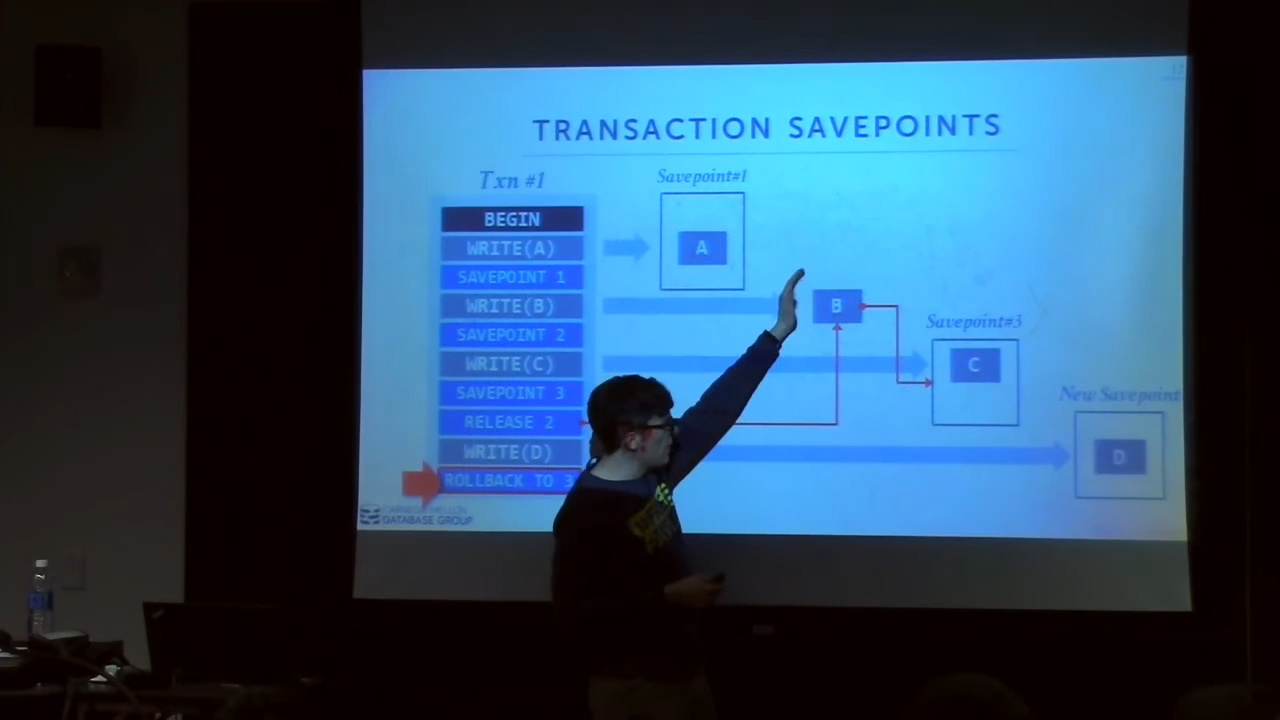 TRANSACTION SAVEPOINTS
Txn #1
BEGIN
WRITE(A)
SAVEPOINT 1
WRITE(B)
SAVEPOINT 2
WRITE(C)
SAVEPOINT 3
RELEASE 2
WRITE(D)
ROLLBACK TO 3
Savepoint#1
A
B
Savepoint#3
C
New Savepoint
D
CARNEGIE MELLON
DATABASE GROUP